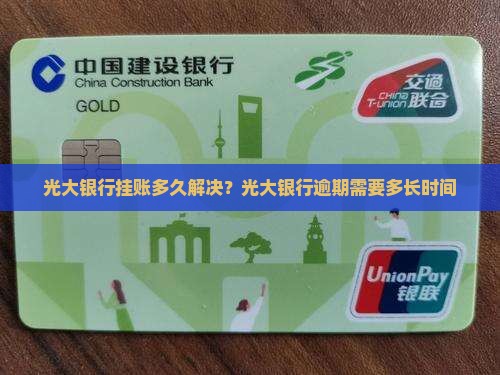 中国建设银行
China Construction Bank
GOLD
交通
CHINA
T-UNION 联合
光大银行挂账多久解决？光大银行逾期需要多长时间
UnionPay
银联